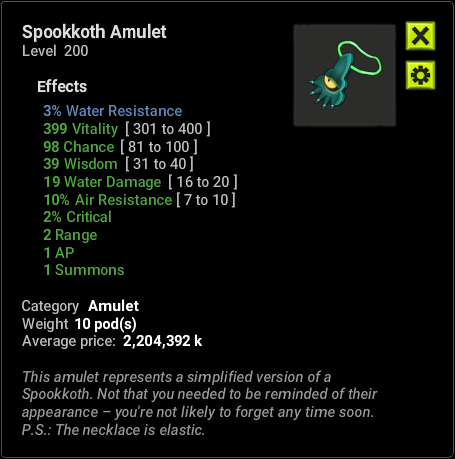 Spookkoth Amulet
Level 200
Effects
3% Water Resistance
399 Vitality [ 301 to 400 ]
98 Chance [ 81 to 100 ]
39 Wisdom [ 31 to 40 ]
19 Water Damage [ 16 to 20 ]
10% Air Resistance [ 7 to 10 ]
2% Critical
2 Range
1 AP
1 Summons
Category Amulet
Weight 10 pod(s)
Average price: 2,204,392 k
This amulet represents a simplified version of a
Spookkoth. Not that you needed to be reminded of their
appearance – you're not likely to forget any time soon.
P.S.: The necklace is elastic.